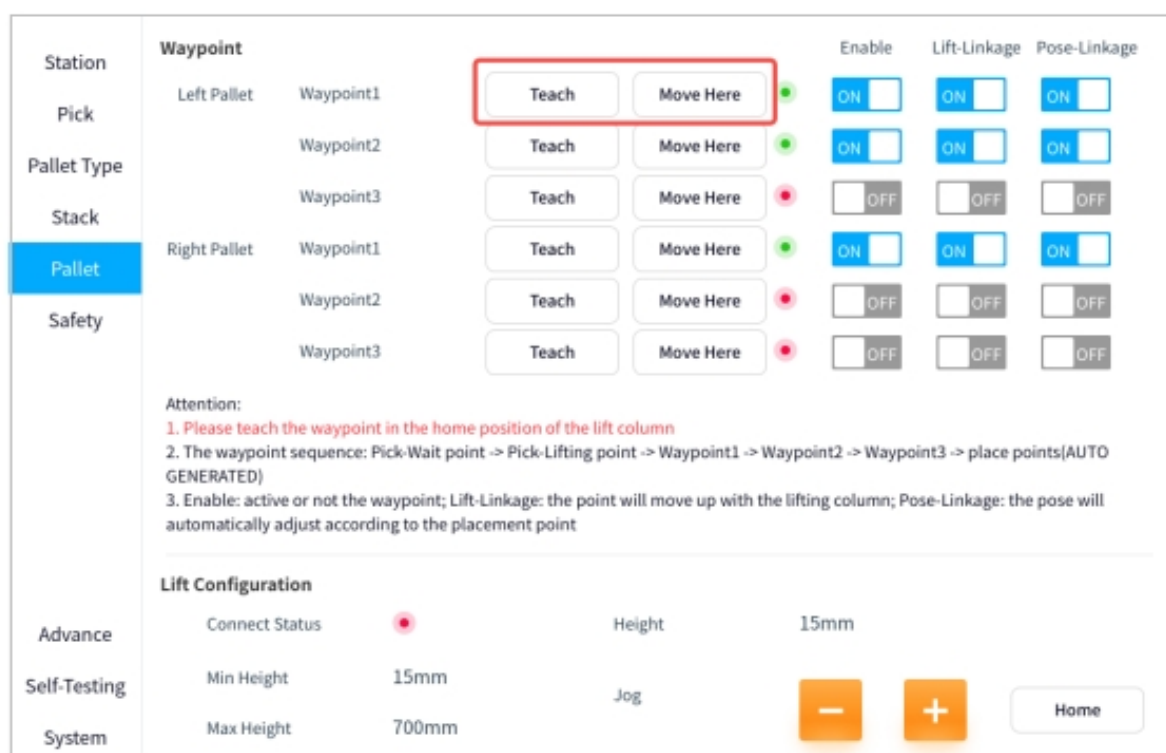 Station
Pick
Pallet Type
Stack
Pallet
Safety
Advance
Self-Testing
System
Waypoint Enable Lift-Linkage Pose-Linkage
Left Pallet Waypoint1 Teach Move Here ON ON ON
Waypoint2 Teach Move Here ON ON ON
Waypoint3 Teach Move Here OFF OFF OFF
Right Pallet Waypoint1 Teach Move Here ON ON ON
Waypoint2 Teach Move Here OFF OFF OFF
Waypoint3 Teach Move Here OFF OFF OFF
Attention:
1. Please teach the waypoint in the home position of the lift column
2. The waypoint sequence: Pick-Wait point -> Pick-Lifting point -> Waypoint1 -> Waypoint2 -> Waypoint3 -> place points(AUTO
GENERATED)
3. Enable: active or not the waypoint; Lift-Linkage: the point will move up with the lifting column; Pose-Linkage: the pose will
automatically adjust according to the placement point
Lift Configuration
Connect Status Height 15mm
Min Height 15mm
Jog − + Home
Max Height 700mm